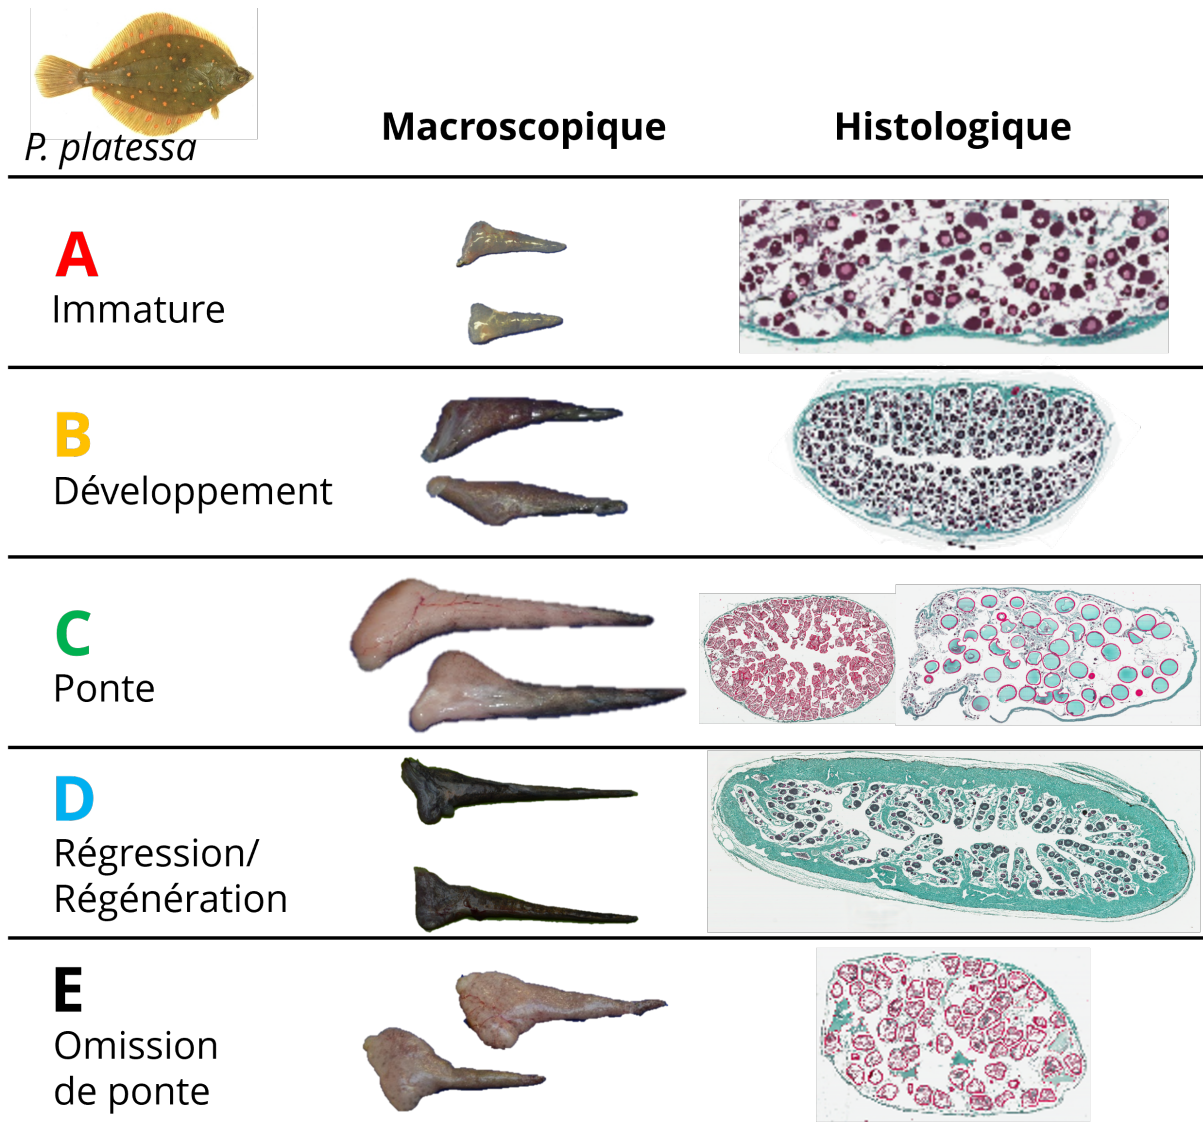 P. platessa
Macroscopique
Histologique
A
Immature
B
Développement
C
Ponte
D
Régression/
Régénération
E
Omission
de ponte